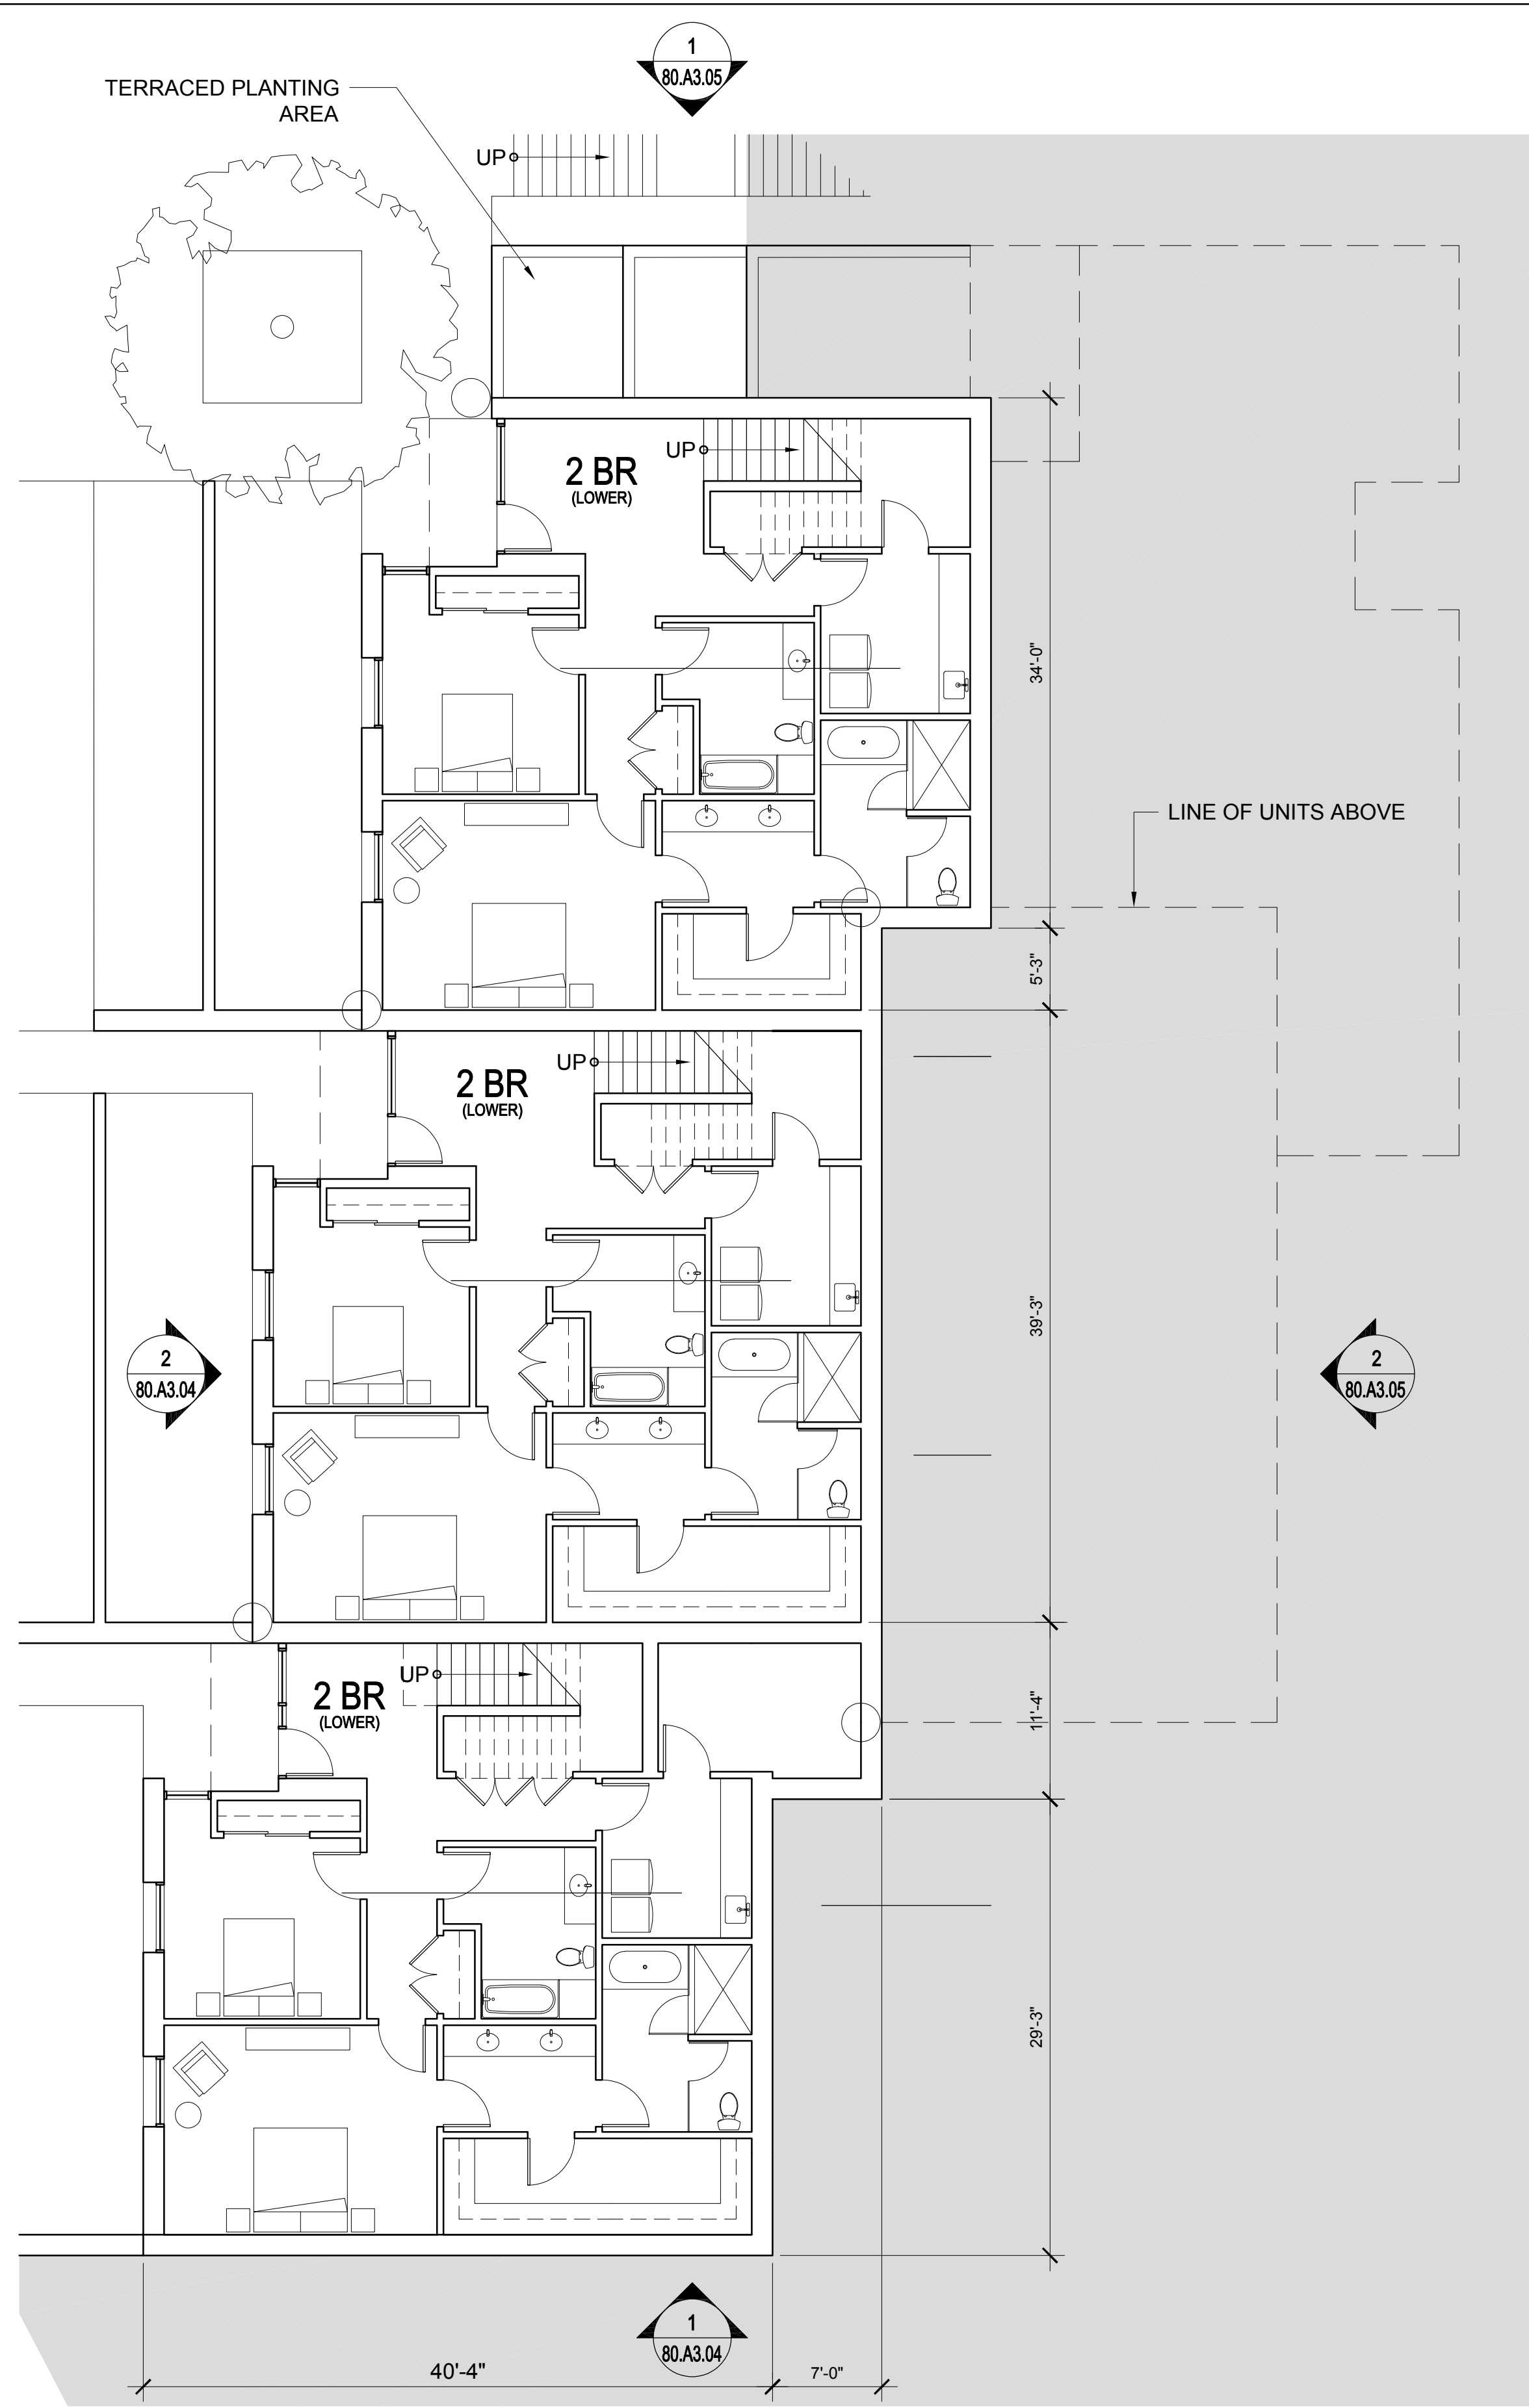 1
80.A3.05
TERRACED PLANTING
AREA
UP
UP
2 BR
(LOWER)
34'-0"
LINE OF UNITS ABOVE
5'-3"
UP
2 BR
(LOWER)
39'-3"
2
80.A3.04
2
80.A3.05
UP
2 BR
(LOWER)
11'-4"
29'-3"
1
80.A3.04
40'-4"
7'-0"